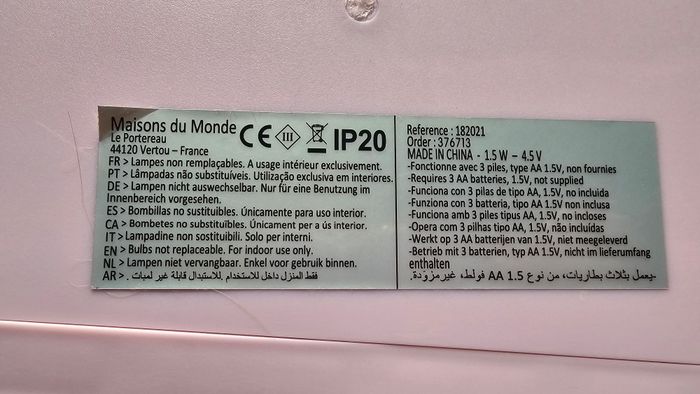 Maisons du Monde
Le Portereau
44120 Vertou – France
CE III IP20
FR > Lampes non remplaçables. A usage intérieur exclusivement.
PT > Lâmpadas não substituíveis. Utilização exclusiva em interiores.
DE > Lampen nicht auswechselbar. Nur für eine Benutzung im
Innenbereich vorgesehen.
ES > Bombillas no sustituibles. Únicamente para uso interior.
CA > Bombetes no substituibles. Únicament per a ús interior.
IT > Lampadine non sostituibili. Solo per interni.
EN > Bulbs not replaceable. For indoor use only.
NL > Lampen niet vervangbaar. Enkel voor gebruik binnen.
AR > فقط المنزل داخل للاستخدام .للاستبدال قابلة غير لمبات.
Reference : 182021
Order : 376713
MADE IN CHINA - 1.5 W – 4.5 V
-Fonctionne avec 3 piles, type AA 1.5V, non fournies
-Requires 3 AA batteries, 1.5V, not supplied
-Funciona con 3 pilas de tipo AA, 1.5V, no incluida
-Funziona con 3 batteria, tipo AA 1.5V non inclusa
-Funciona amb 3 piles tipus AA, 1.5V, no incloses
-Opera com 3 pilhas tipo AA, 1.5V, não incluídas
-Werkt op 3 AA batterijen van 1.5V, niet meegeleverd
-Betrieb mit 3 batterien, typ AA 1.5V, nicht im lieferumfang
enthalten
-يعمل بثلاث بطاريات، من نوع AA 1.5 فولط، غير مزوّدة.